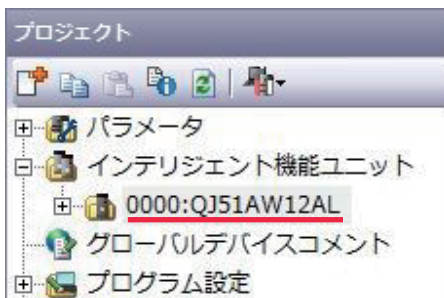 プロジェクト
パラメータ
インテリジェント機能ユニット
0000:QJ51AW12AL
グローバルデバイスコメント
プログラム設定